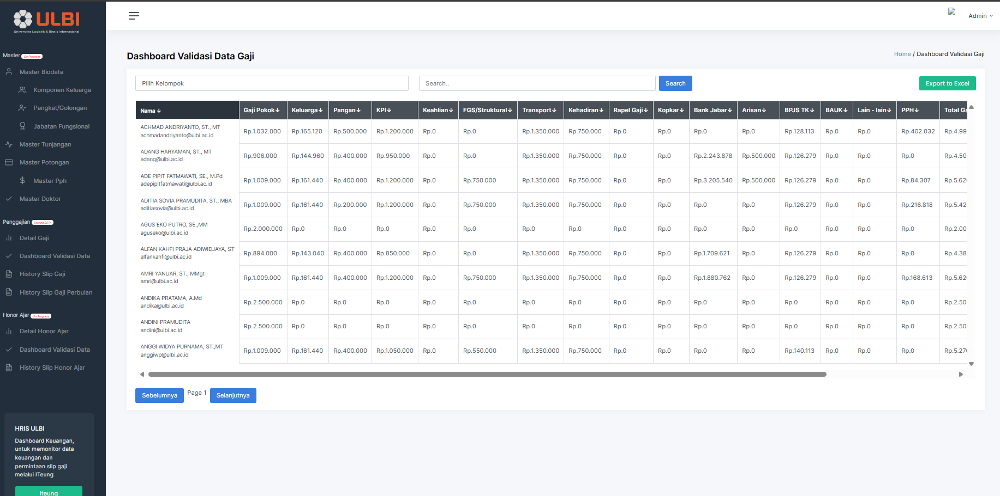 ULBI
Universitas Logistik & Bisnis Internasional
Admin
Master On Progress
Master Biodata
Komponen Keluarga
Pangkat/Golongan
Jabatan Fungsional
Master Tunjangan
Master Potongan
Master Pph
Master Doktor
Penggajian Testing BETA
Detail Gaji
Dashboard Validasi Data
History Slip Gaji
History Slip Gaji Perbulan
Honor Ajar On Progress
Detail Honor Ajar
Dashboard Validasi Data
History Slip Honor Ajar
HRIS ULBI
Dashboard Keuangan,
untuk memonitor data
keuangan dan
permintaan slip gaji
melalui ITeung
Iteung
Dashboard Validasi Data Gaji
Home / Dashboard Validasi Gaji
Pilih Kelompok
Search..
Search
Export to Excel
Nama↓ Gaji Pokok↓ Keluarga↓ Pangan↓ KPI↓ Keahlian↓ FGS/Struktural↓ Transport↓ Kehadiran↓ Rapel Gaji↓ Kopkar↓ Bank Jabar↓ Arisan↓ BPJS TK↓ BAUK↓ Lain - lain↓ PPH↓ Total Ga
ACHMAD ANDRIYANTO, ST., MT
achmadandriyanto@ulbi.ac.id
Rp.1.032.000 Rp.165.120 Rp.500.000 Rp.1.200.000 Rp.0 Rp.0 Rp.1.350.000 Rp.750.000 Rp.0 Rp.0 Rp.0 Rp.0 Rp.128.113 Rp.0 Rp.0 Rp.402.032 Rp.4.99
ADANG HARYAMAN, ST., MT
adang@ulbi.ac.id
Rp.906.000 Rp.144.960 Rp.400.000 Rp.950.000 Rp.0 Rp.0 Rp.1.350.000 Rp.750.000 Rp.0 Rp.0 Rp.2.243.878 Rp.500.000 Rp.126.279 Rp.0 Rp.0 Rp.0 Rp.4.50
ADE PIPIT FATMAWATI, SE., M.Pd
adepipitfatmawati@ulbi.ac.id
Rp.1.009.000 Rp.161.440 Rp.400.000 Rp.1.200.000 Rp.0 Rp.750.000 Rp.1.350.000 Rp.750.000 Rp.0 Rp.0 Rp.3.205.540 Rp.500.000 Rp.126.279 Rp.0 Rp.0 Rp.84.307 Rp.5.62
ADITIA SOVIA PRAMUDITA, ST., MBA
aditiasovia@ulbi.ac.id
Rp.1.009.000 Rp.161.440 Rp.200.000 Rp.1.200.000 Rp.0 Rp.750.000 Rp.1.350.000 Rp.750.000 Rp.0 Rp.0 Rp.0 Rp.0 Rp.126.279 Rp.0 Rp.0 Rp.216.818 Rp.5.42
AGUS EKO PUTRO, SE.,MM
aguseko@ulbi.ac.id
Rp.2.000.000 Rp.0 Rp.0 Rp.0 Rp.0 Rp.0 Rp.0 Rp.0 Rp.0 Rp.0 Rp.0 Rp.0 Rp.0 Rp.0 Rp.0 Rp.0 Rp.2.00
ALFAN KAHFI PRAJA ADIWIDJAYA, ST
alfankahfi@ulbi.ac.id
Rp.894.000 Rp.143.040 Rp.400.000 Rp.850.000 Rp.0 Rp.0 Rp.1.350.000 Rp.750.000 Rp.0 Rp.0 Rp.1.709.621 Rp.0 Rp.126.279 Rp.0 Rp.0 Rp.0 Rp.4.38
AMRI YANUAR, ST., MMgt
amri@ulbi.ac.id
Rp.1.009.000 Rp.161.440 Rp.400.000 Rp.1.200.000 Rp.0 Rp.750.000 Rp.1.350.000 Rp.750.000 Rp.0 Rp.0 Rp.1.880.762 Rp.0 Rp.126.279 Rp.0 Rp.0 Rp.168.613 Rp.5.62
ANDIKA PRATAMA, A.Md
andika@ulbi.ac.id
Rp.2.500.000 Rp.0 Rp.0 Rp.0 Rp.0 Rp.0 Rp.0 Rp.0 Rp.0 Rp.0 Rp.0 Rp.0 Rp.0 Rp.0 Rp.0 Rp.0 Rp.2.50
ANDINI PRAMUDITA
andini@ulbi.ac.id
Rp.2.500.000 Rp.0 Rp.0 Rp.0 Rp.0 Rp.0 Rp.0 Rp.0 Rp.0 Rp.0 Rp.0 Rp.0 Rp.0 Rp.0 Rp.0 Rp.0 Rp.2.50
ANGGI WIDYA PURNAMA, ST.,MT
anggiwp@ulbi.ac.id
Rp.1.009.000 Rp.161.440 Rp.400.000 Rp.1.050.000 Rp.0 Rp.550.000 Rp.1.350.000 Rp.750.000 Rp.0 Rp.0 Rp.0 Rp.0 Rp.140.113 Rp.0 Rp.0 Rp.0 Rp.5.270
Sebelumnya Page 1 Selanjutnya